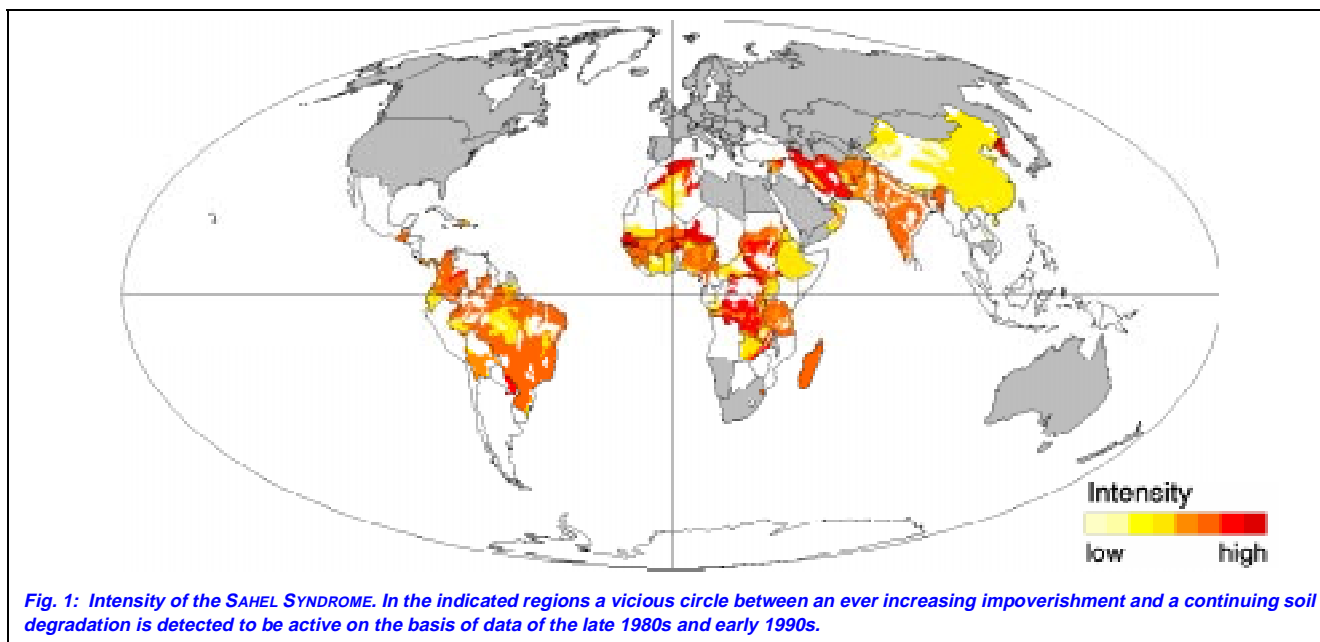 Intensity
low high
Fig. 1: Intensity of the SAHEL SYNDROME. In the indicated regions a vicious circle between an ever increasing impoverishment and a continuing soil
degradation is detected to be active on the basis of data of the late 1980s and early 1990s.